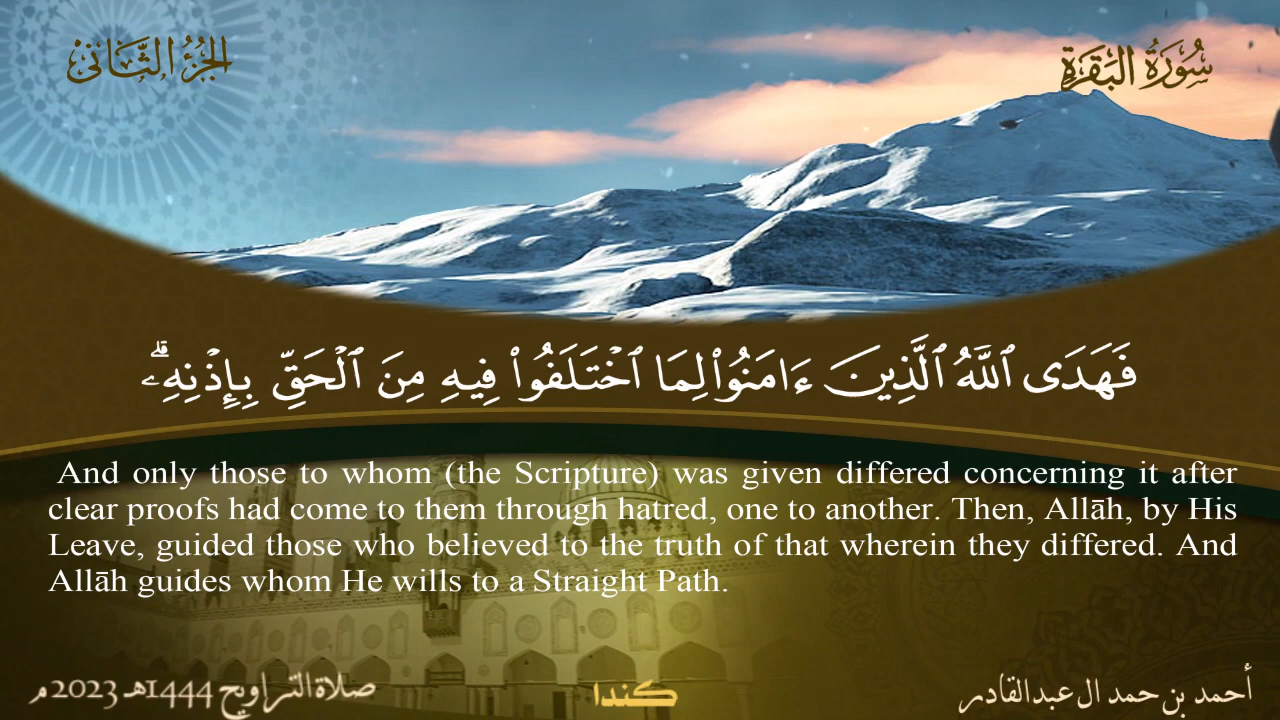 سُورَةُ البَقَرَةِ
الجُزْءُ الثَّانِي
فَهَدَى ٱللَّهُ ٱلَّذِينَ ءَامَنُوا۟ لِمَا ٱخْتَلَفُوا۟ فِيهِ مِنَ ٱلْحَقِّ بِإِذْنِهِۦ ۗ
And only those to whom (the Scripture) was given differed concerning it after
clear proofs had come to them through hatred, one to another. Then, Allāh, by His
Leave, guided those who believed to the truth of that wherein they differed. And
Allāh guides whom He wills to a Straight Path.
أحمد بن حمد ال عبدالقادر
كندا
صلاة التراويح 1444هـ 2023 م